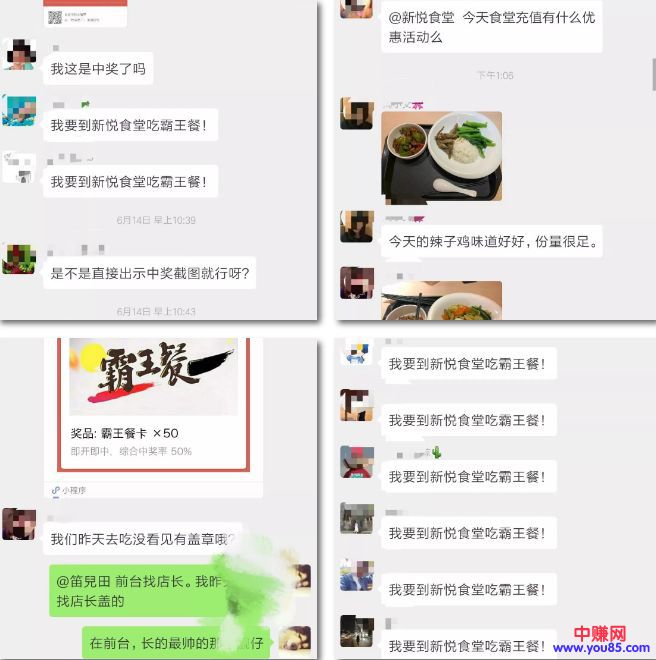 我这是中奖了吗
我要到新悦食堂吃霸王餐！
我要到新悦食堂吃霸王餐！
6月14日 早上10:39
是不是直接出示中奖截图就行呀?
6月14日 早上10:43
@新悦食堂 今天食堂充值有什么优
惠活动么
下午1:06
今天的辣子鸡味道好好，份量很足。
霸王餐
奖品: 霸王餐卡 ×50
即开即中，综合中奖率 50%
小程序
我们昨天去吃没看见有盖章哦?
@笛兒田 前台找店长。我昨
找店长盖的
在前台，长的最帅的那 靓仔
我要到新悦食堂吃霸王餐！
我要到新悦食堂吃霸王餐！
我要到新悦食堂吃霸王餐！
我要到新悦食堂吃霸王餐！
我要到新悦食堂吃霸王餐！
我要到新悦食堂吃霸王餐！
中赚网
www.you85.com